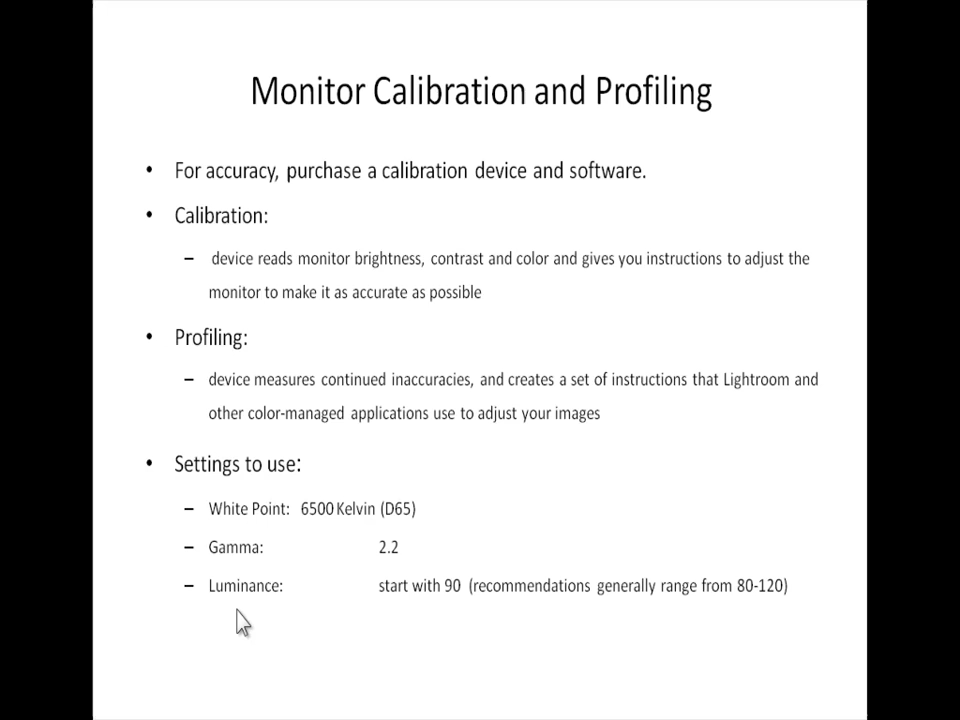 Monitor Calibration and Profiling
• For accuracy, purchase a calibration device and software.
• Calibration:
– device reads monitor brightness, contrast and color and gives you instructions to adjust the
monitor to make it as accurate as possible
• Profiling:
– device measures continued inaccuracies, and creates a set of instructions that Lightroom and
other color-managed applications use to adjust your images
• Settings to use:
– White Point: 6500 Kelvin (D65)
– Gamma: 2.2
– Luminance: start with 90 (recommendations generally range from 80-120)